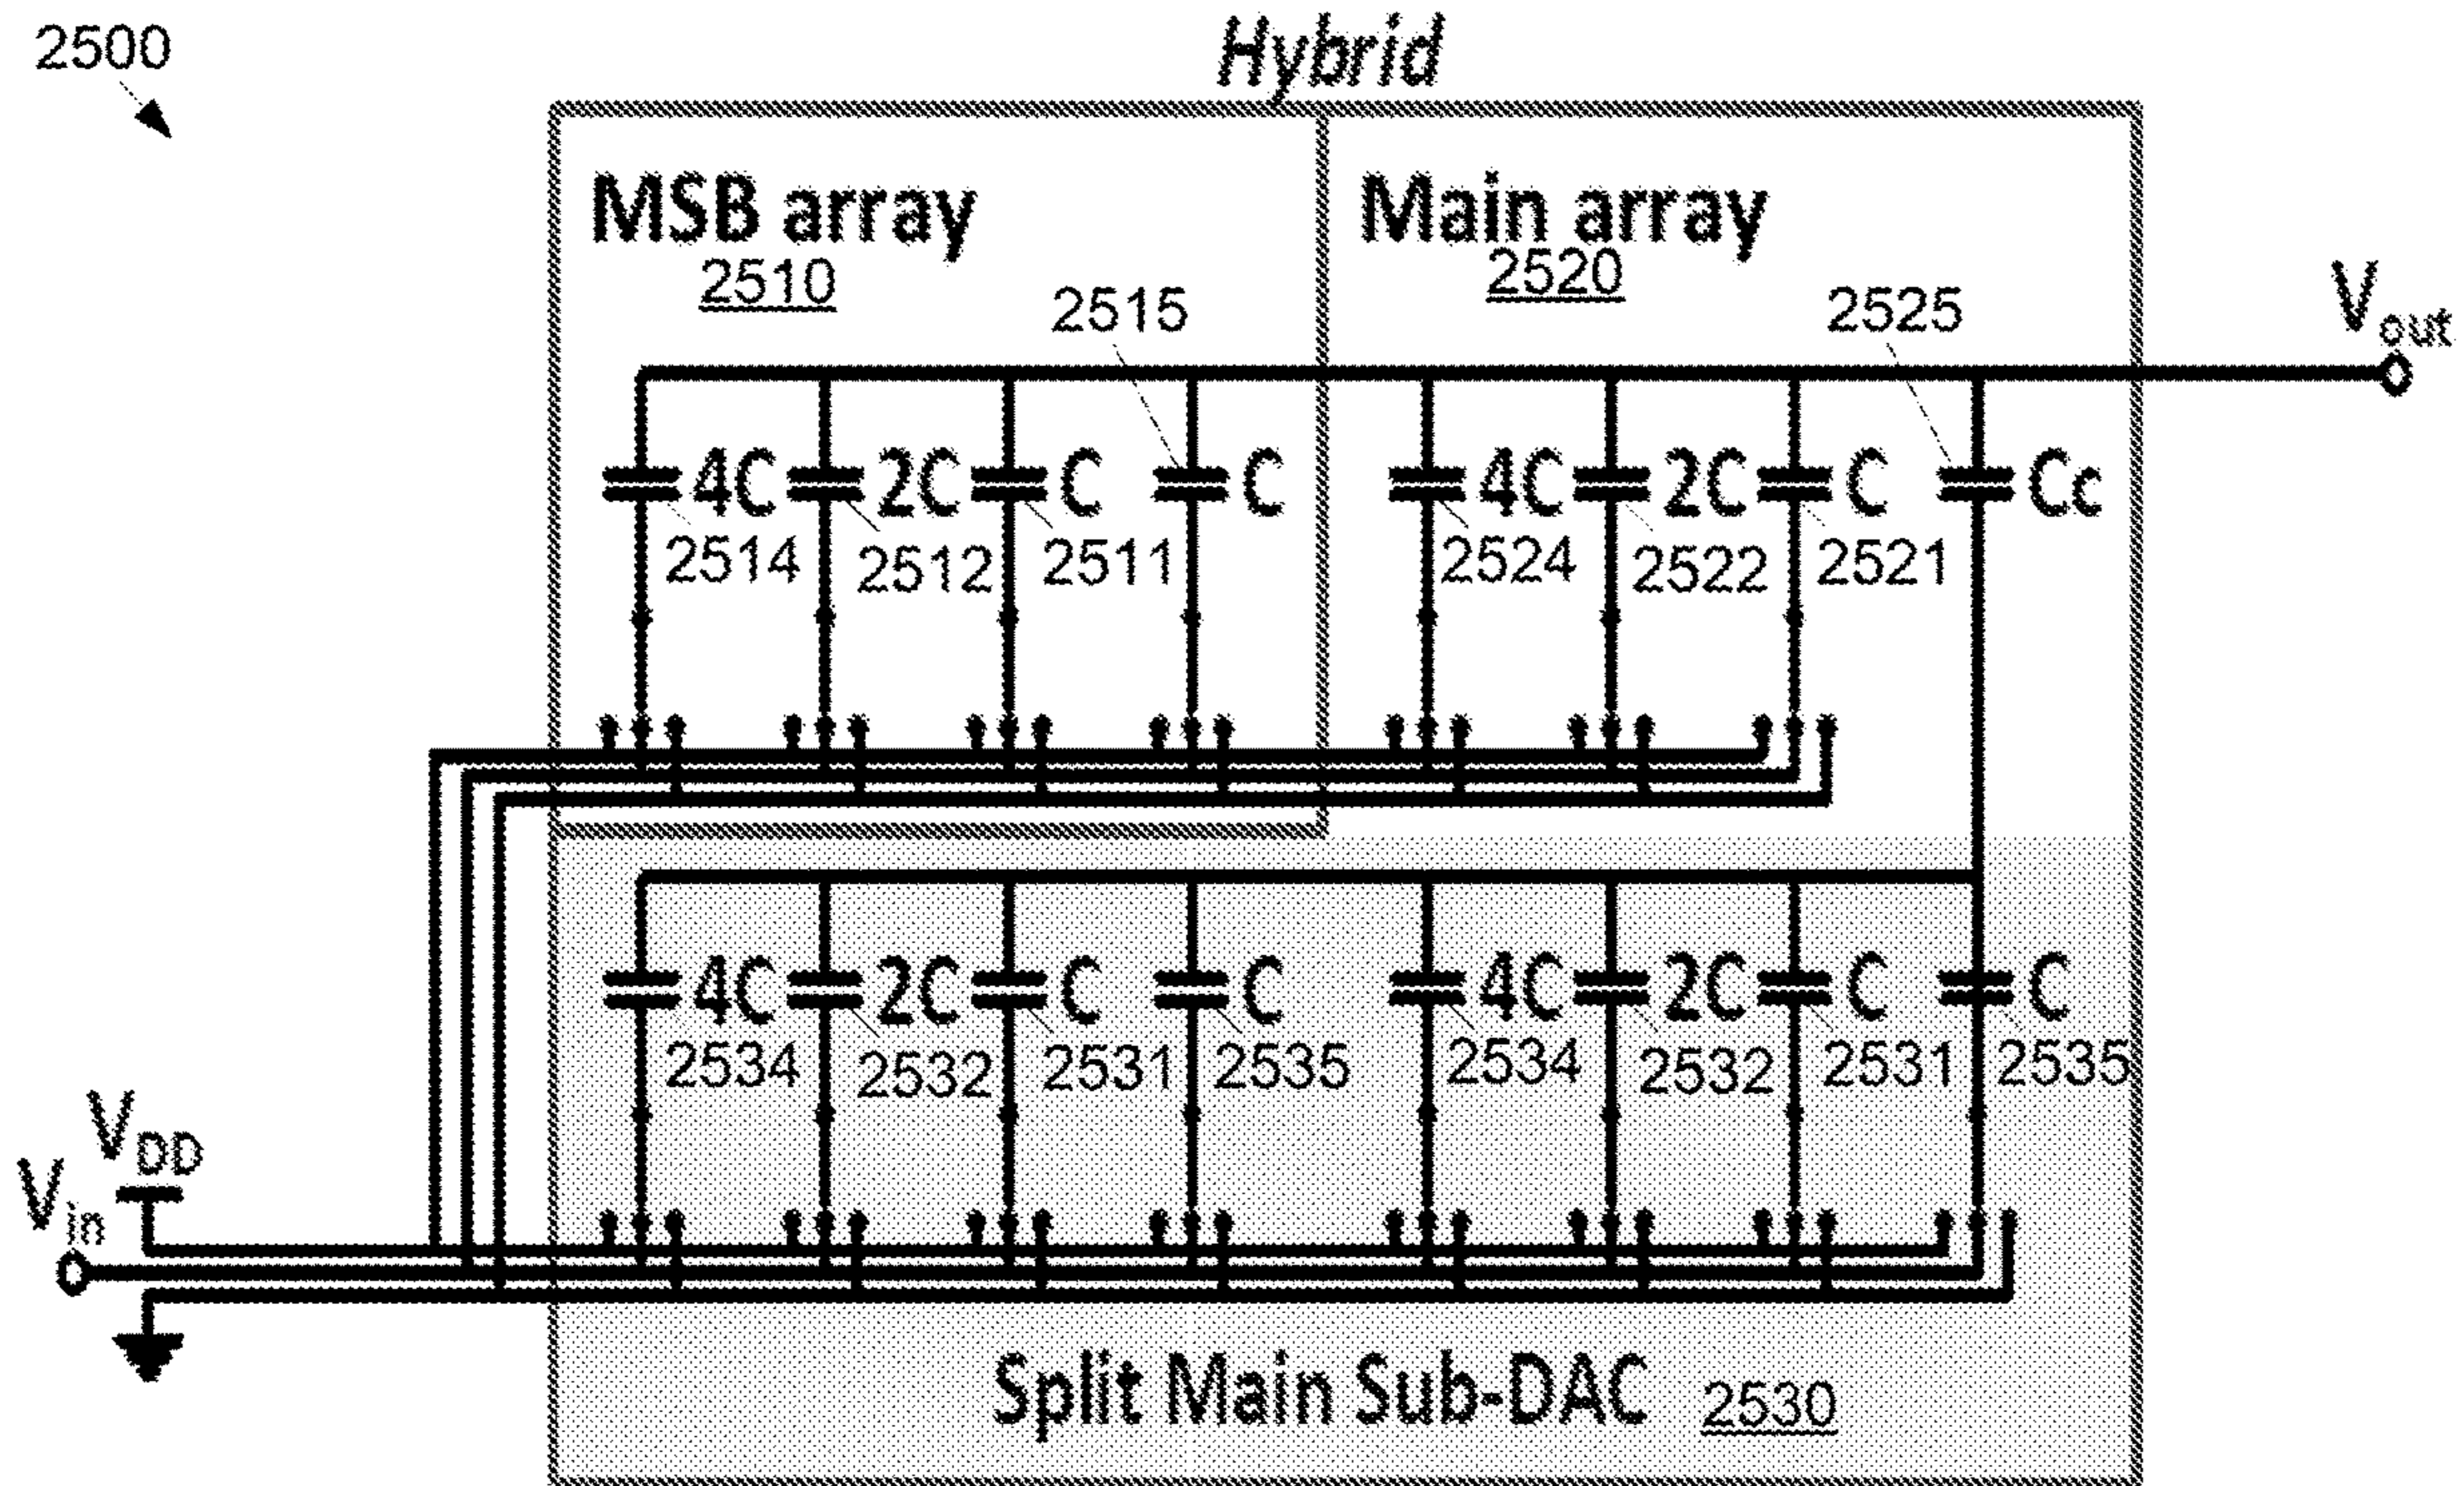 2500
Hybrid
MSB array
2510
Main array
2520
2515
2525
Vout
4C 2C C C 4C 2C C Cc
2514 2512 2511 2524 2522 2521
4C 2C C C 4C 2C C C
2534 2532 2531 2535 2534 2532 2531 2535
VDD
Vin
Split Main Sub-DAC 2530